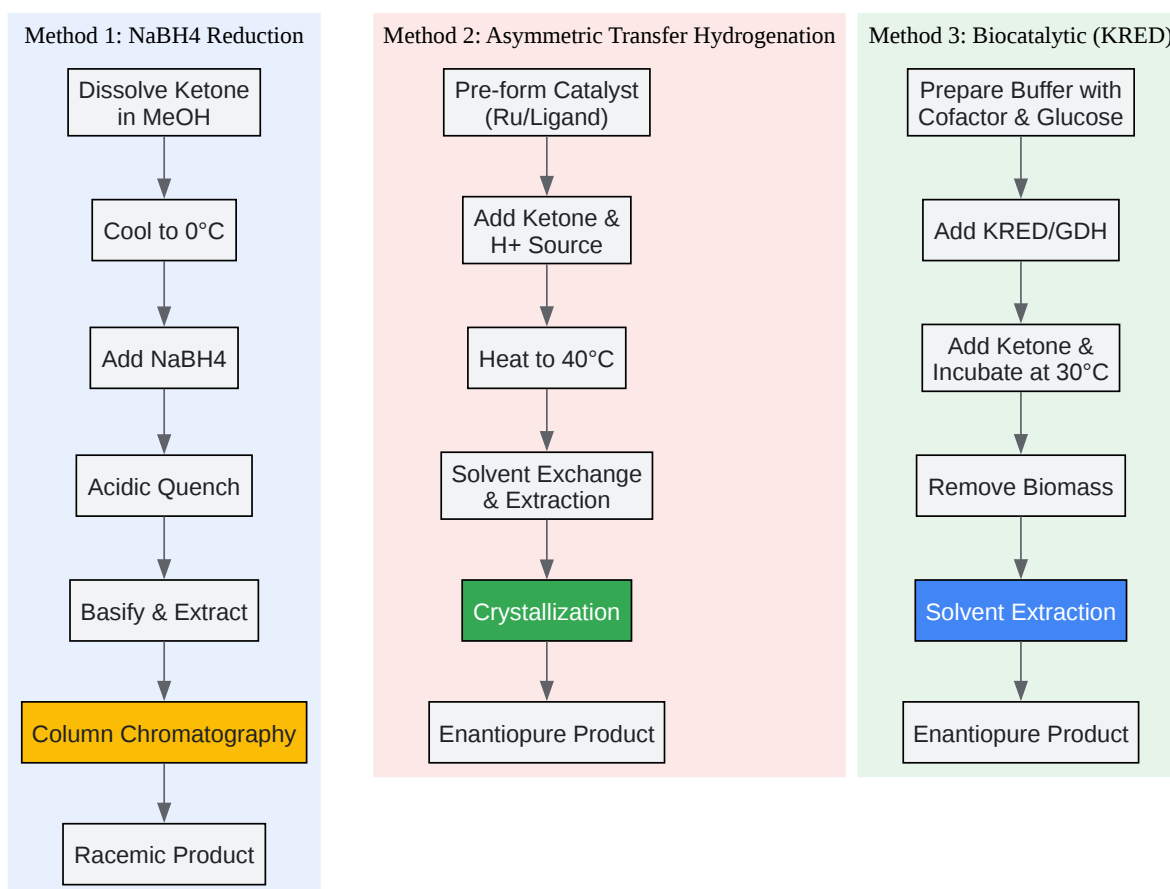 Method 1: NaBH4 Reduction
Dissolve Ketone
in MeOH
Cool to 0°C
Add NaBH4
Acidic Quench
Basify & Extract
Column Chromatography
Racemic Product
Method 2: Asymmetric Transfer Hydrogenation
Pre-form Catalyst
(Ru/Ligand)
Add Ketone &
H+ Source
Heat to 40°C
Solvent Exchange
& Extraction
Crystallization
Enantiopure Product
Method 3: Biocatalytic (KRED)
Prepare Buffer with
Cofactor & Glucose
Add KRED/GDH
Add Ketone &
Incubate at 30°C
Remove Biomass
Solvent Extraction
Enantiopure Product